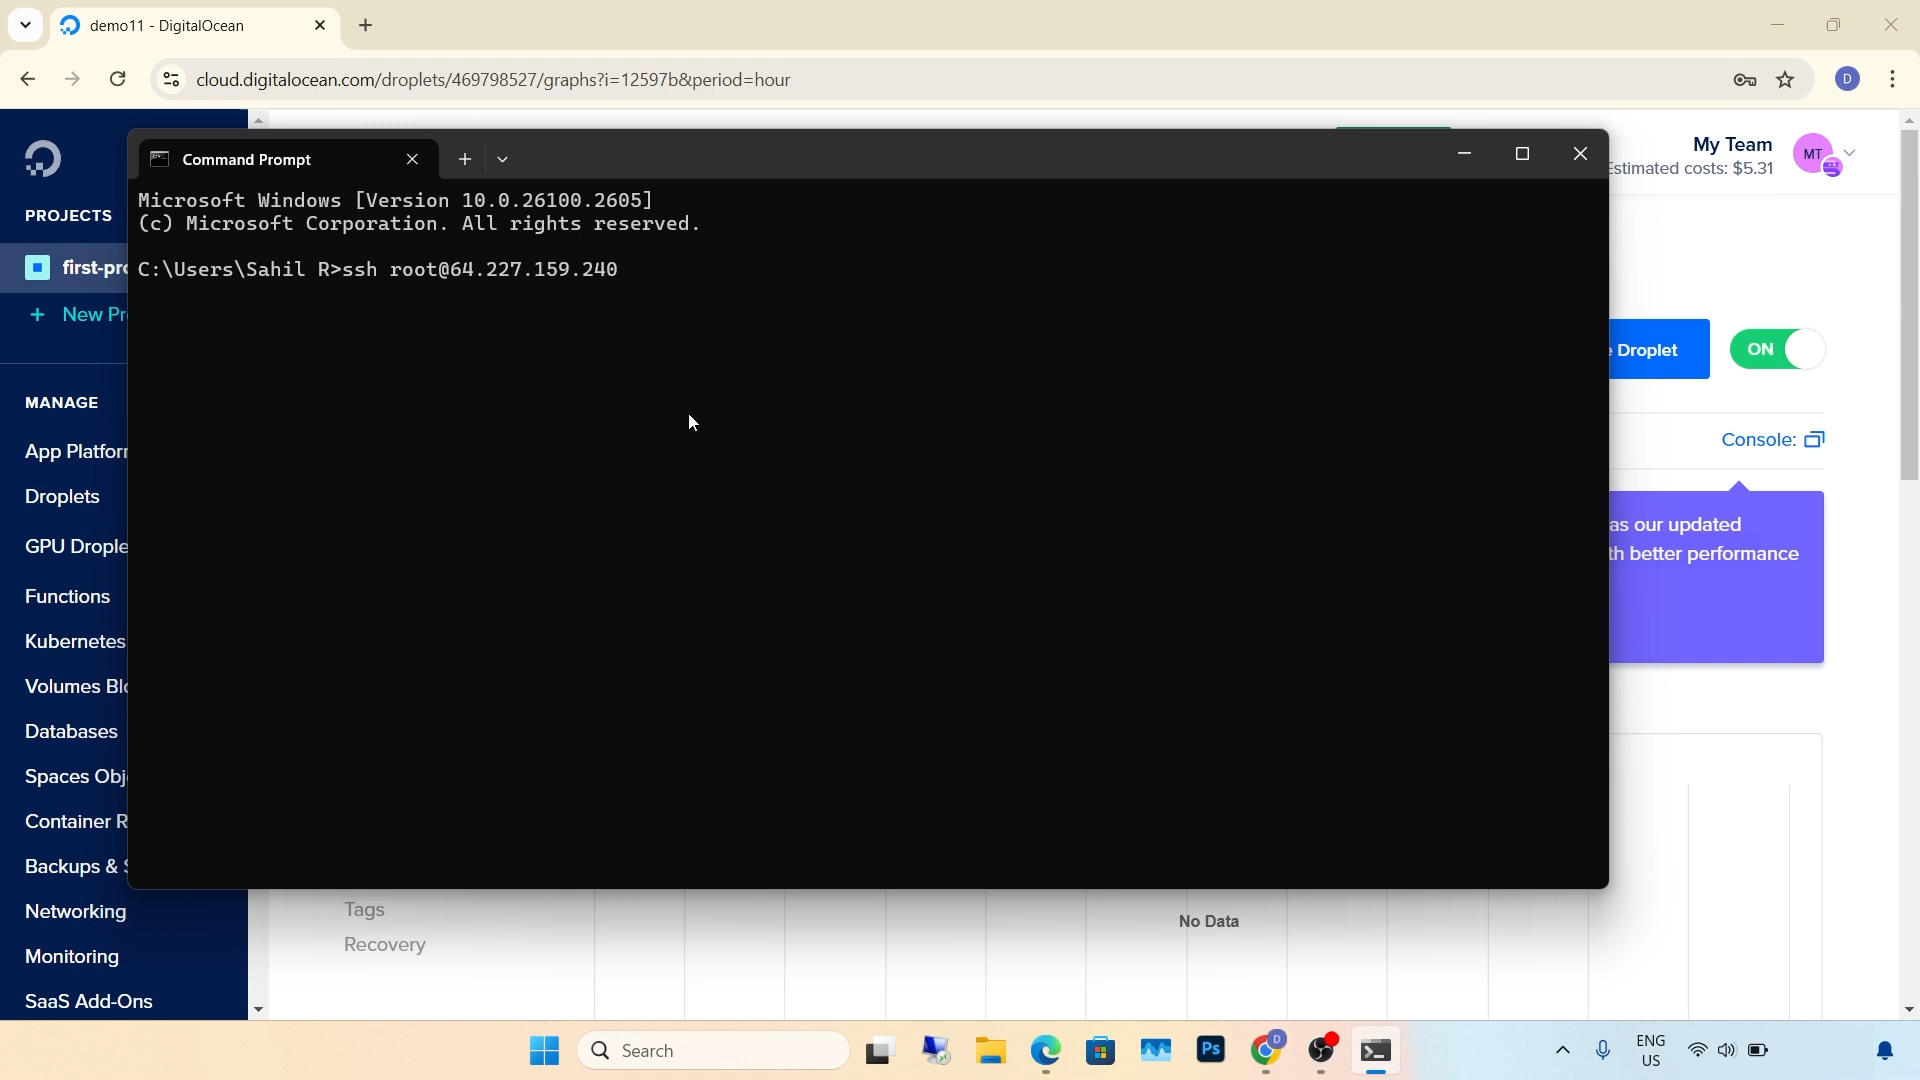 demo11 - DigitalOcean
cloud.digitalocean.com/droplets/469798527/graphs?i=12597b&period=hour
D
Command Prompt
Microsoft Windows [Version 10.0.26100.2605]
(c) Microsoft Corporation. All rights reserved.
C:\Users\Sahil R>ssh root@64.227.159.240
My Team
Estimated costs: $5.31
MT
PROJECTS
first-pro
+ New Pr
MANAGE
App Platforr
Droplets
GPU Drople
Functions
Kubernetes
Volumes Blo
Databases
Spaces Obj
Container R
Backups & S
Networking
Monitoring
SaaS Add-Ons
e Droplet
ON
Console:
as our updated
th better performance
Tags
Recovery
No Data
Search
Ps
D
ENG
US